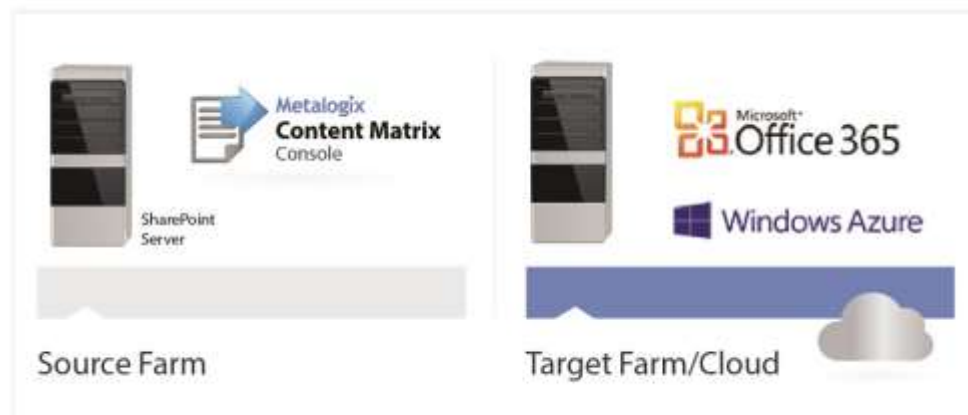 Metalogix
Content Matrix
Console
SharePoint
Server
Source Farm
Microsoft
Office 365
Windows Azure
Target Farm/Cloud